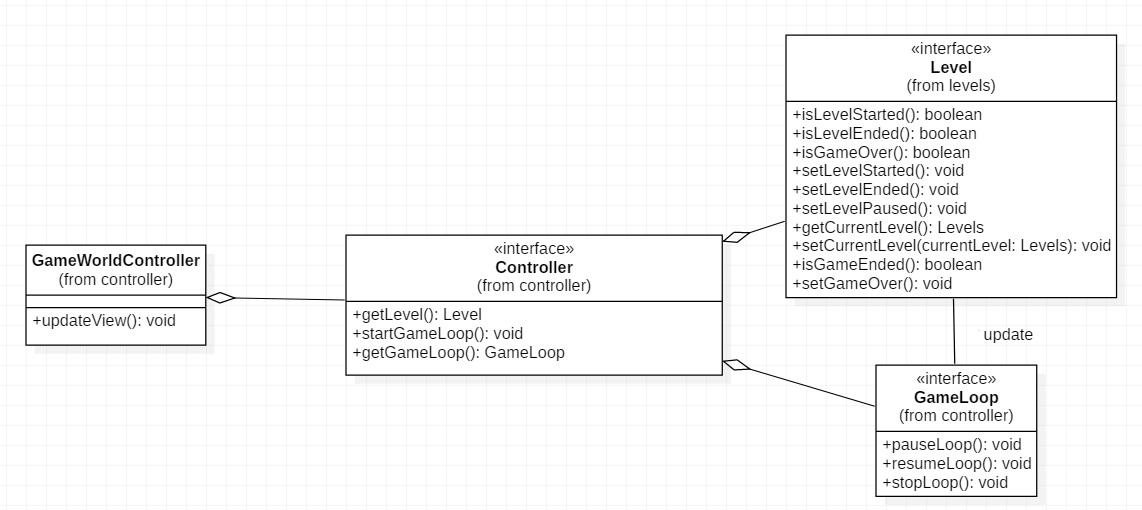 GameWorldController
(from controller)
+updateView(): void
«interface»
Controller
(from controller)
+getLevel(): Level
+startGameLoop(): void
+getGameLoop(): GameLoop
«interface»
Level
(from levels)
+isLevelStarted(): boolean
+isLevelEnded(): boolean
+isGameOver(): boolean
+setLevelStarted(): void
+setLevelEnded(): void
+setLevelPaused(): void
+getCurrentLevel(): Levels
+setCurrentLevel(currentLevel: Levels): void
+isGameEnded(): boolean
+setGameOver(): void
update
«interface»
GameLoop
(from controller)
+pauseLoop(): void
+resumeLoop(): void
+stopLoop(): void